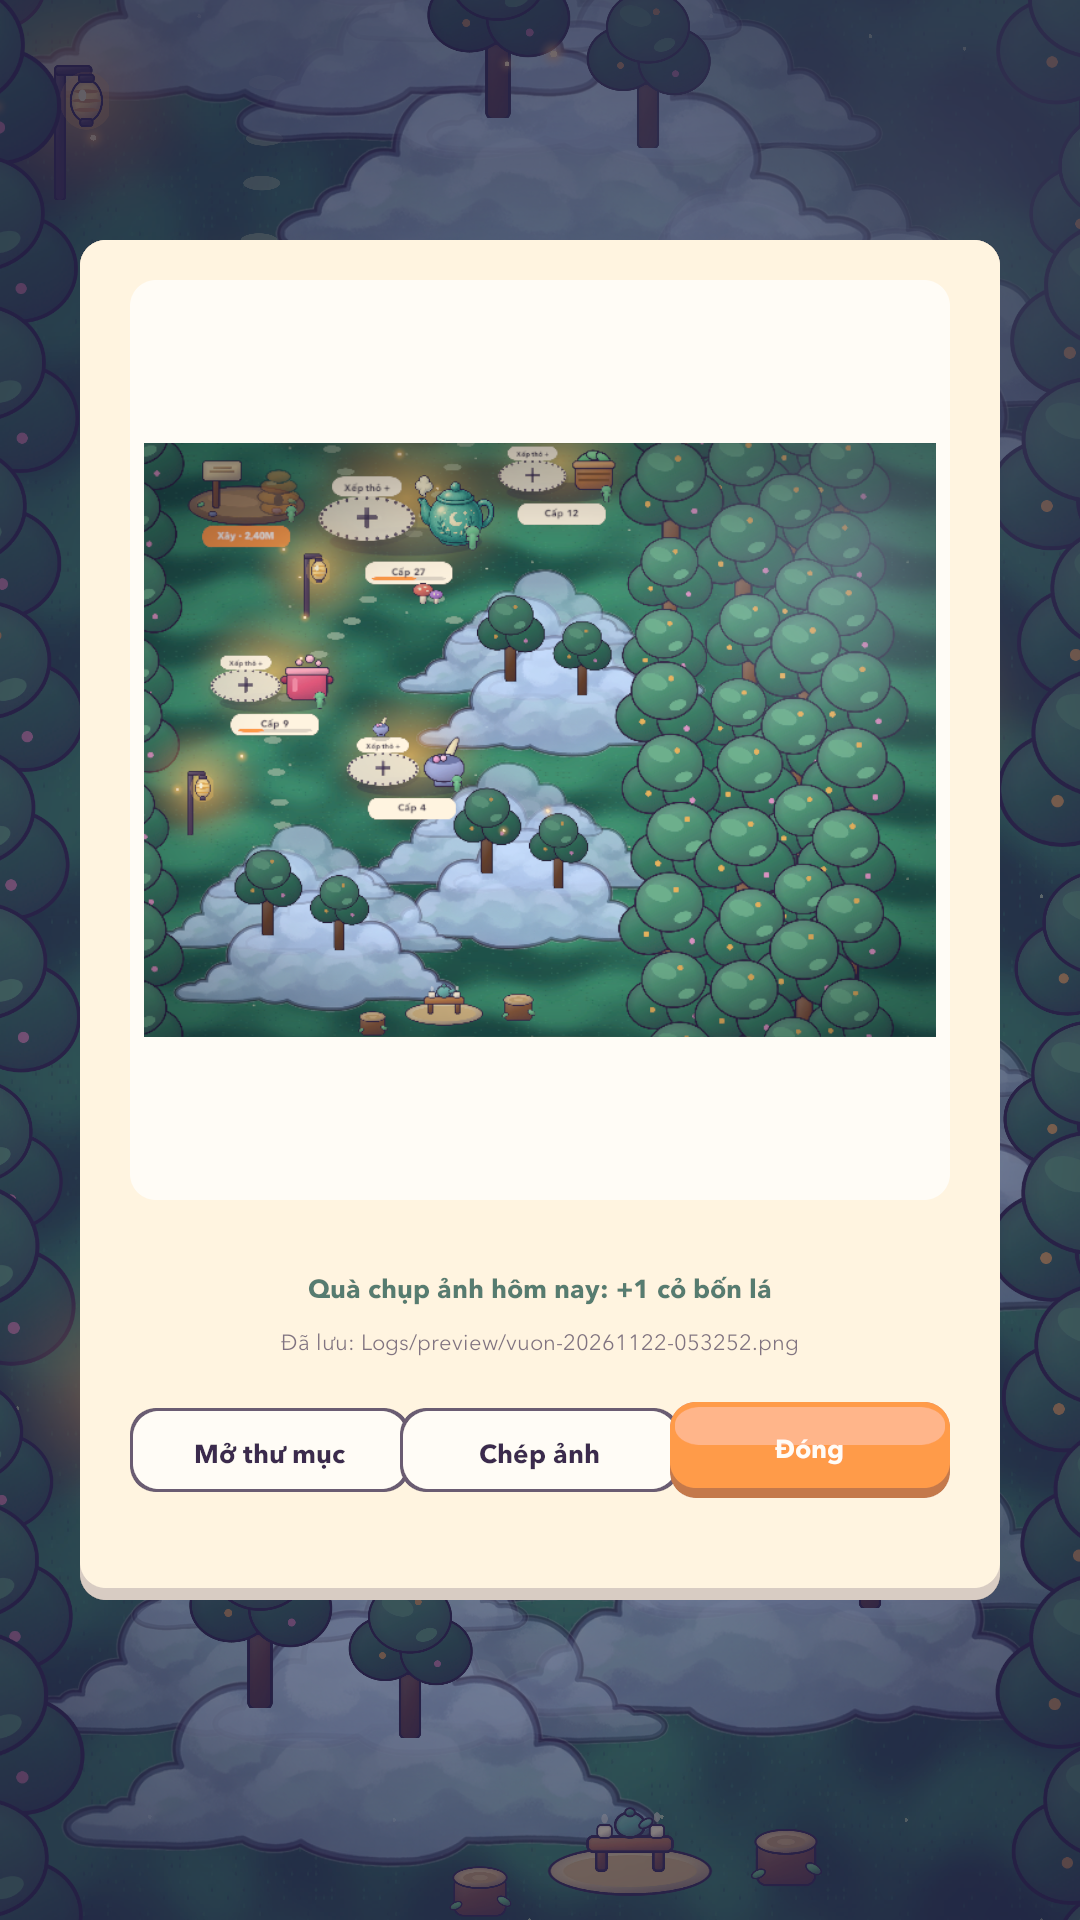 Xếp thỏ +
Xếp thỏ +
Cấp 12
Xây · 2,40M
Cấp 27
Xếp thỏ +
Cấp 9
Xếp thỏ +
Cấp 4
Quà chụp ảnh hôm nay: +1 cỏ bốn lá
Đã lưu: Logs/preview/vuon-20261122-053252.png
Mở thư mục
Chép ảnh
Đóng